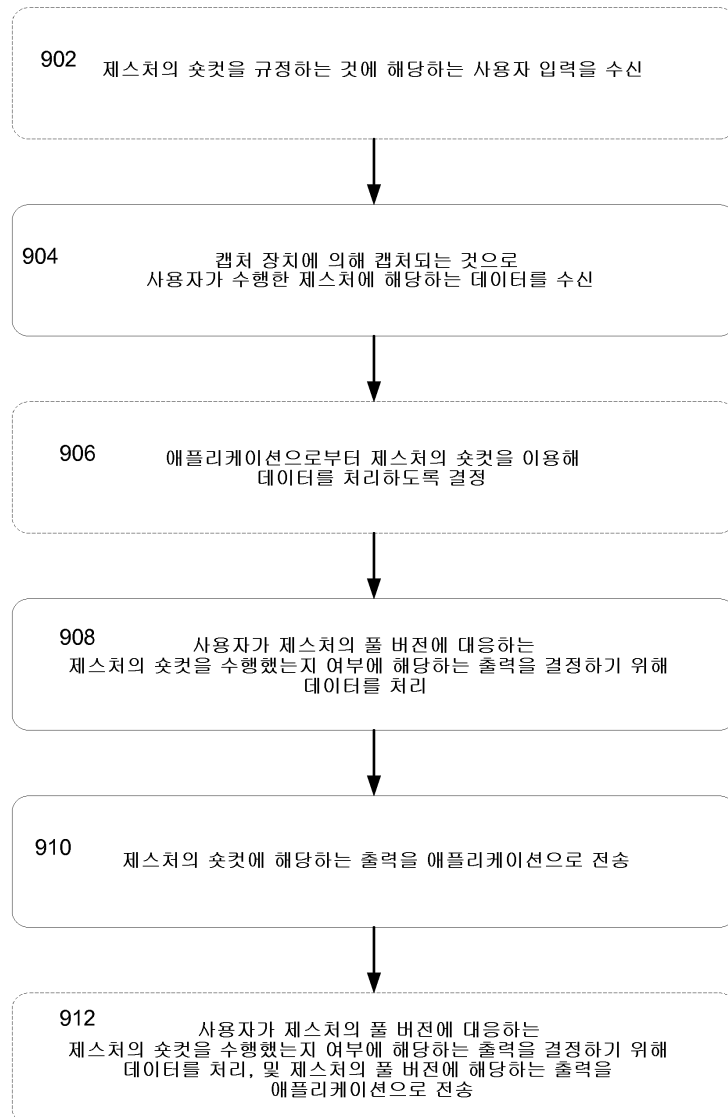 902
제스처의 숏컷을 규정하는 것에 해당하는 사용자 입력을 수신
904
캡처 장치에 의해 캡처되는 것으로
사용자가 수행한 제스처에 해당하는 데이터를 수신
906
애플리케이션으로부터 제스처의 숏컷을 이용해
데이터를 처리하도록 결정
908
사용자가 제스처의 풀 버전에 대응하는
제스처의 숏컷을 수행했는지 여부에 해당하는 출력을 결정하기 위해
데이터를 처리
910
제스처의 숏컷에 해당하는 출력을 애플리케이션으로 전송
912
사용자가 제스처의 풀 버전에 대응하는
제스처의 숏컷을 수행했는지 여부에 해당하는 출력을 결정하기 위해
데이터를 처리, 및 제스처의 풀 버전에 해당하는 출력을
애플리케이션으로 전송